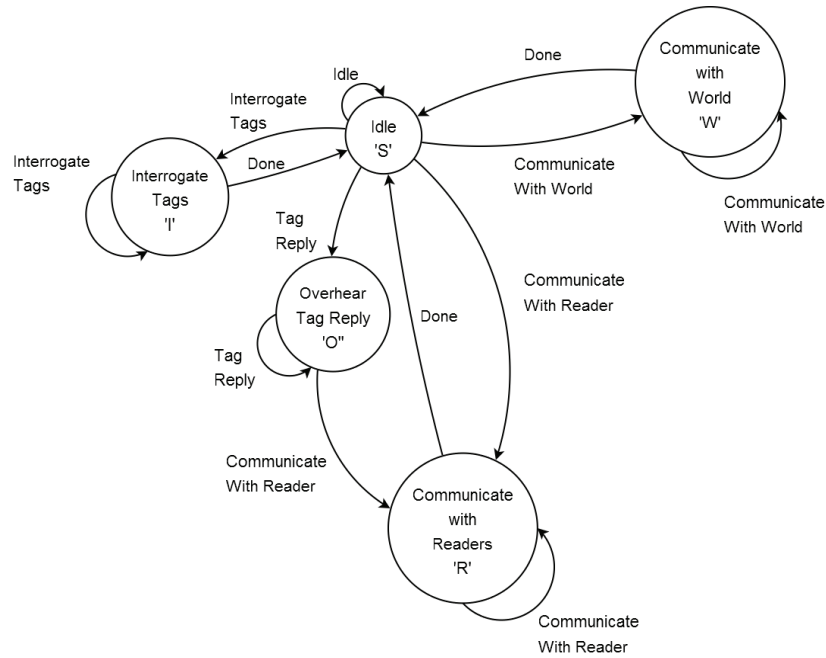 Communicate
with
World
'W'
Done
Idle
Interrogate
Tags
Idle
'S'
Done
Communicate
With World
Communicate
With World
Interrogate
Tags
Interrogate
Tags
'I'
Tag
Reply
Overhear
Tag Reply
'O"
Tag
Reply
Done
Communicate
With Reader
Communicate
With Reader
Communicate
with
Readers
'R'
Communicate
With Reader